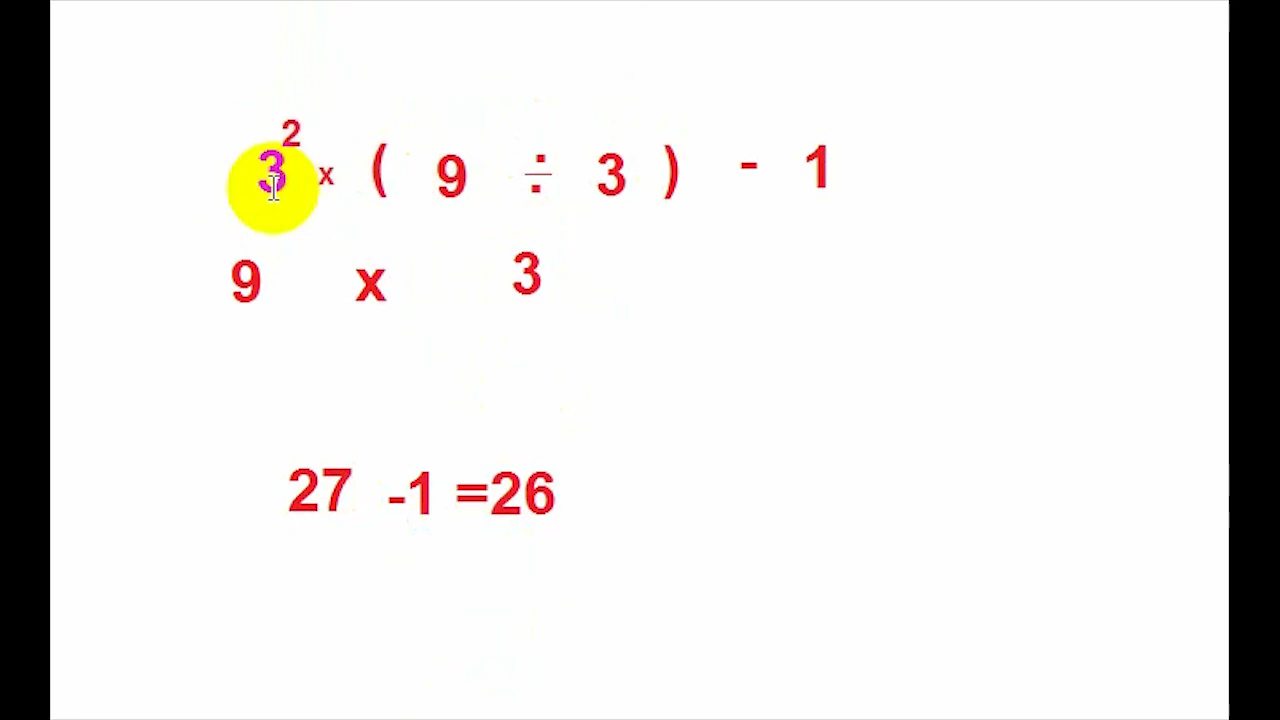 3² x ( 9 ÷ 3 ) - 1
9 x 3
27 -1 =26